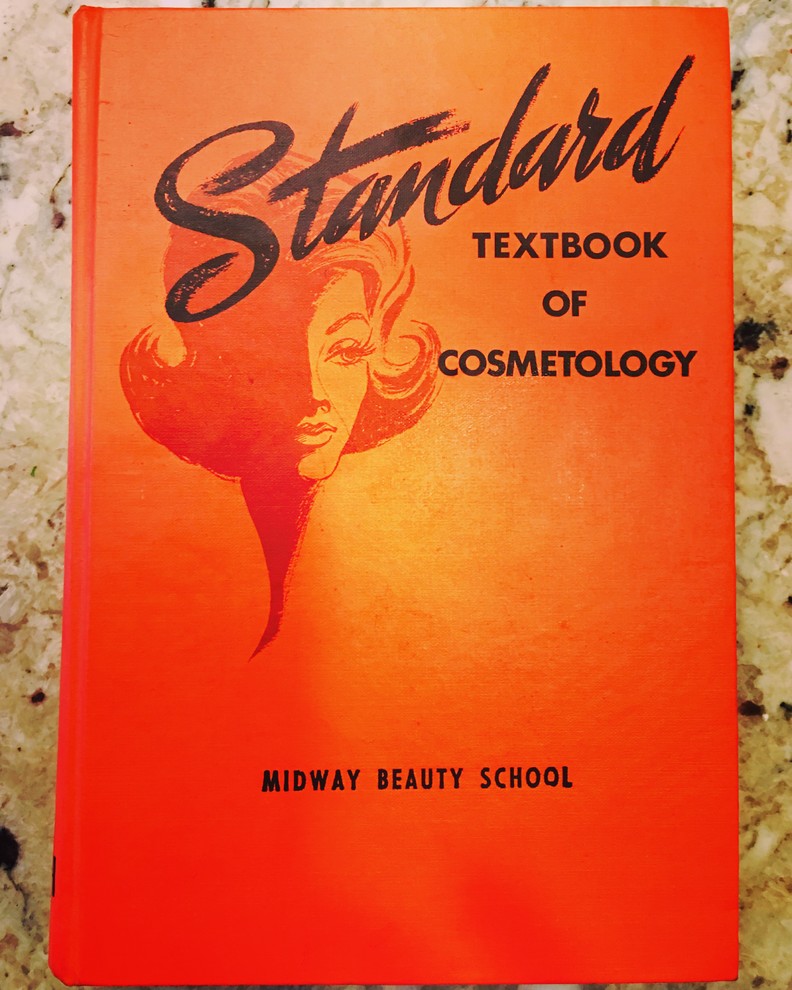 Standard
TEXTBOOK
OF
COSMETOLOGY
MIDWAY BEAUTY SCHOOL